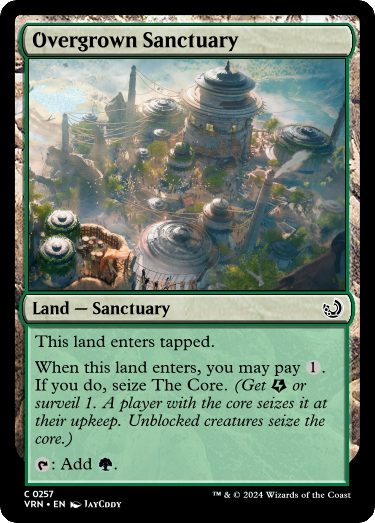 Overgrown Sanctuary
Land — Sanctuary
This land enters tapped.
When this land enters, you may pay 1.
If you do, seize The Core. (Get or
surveil 1. A player with the core seizes it at
their upkeep. Unblocked creatures seize the
core.)
: Add .
C 0257
VRN • EN JayCddy
™ & © 2024 Wizards of the Coast